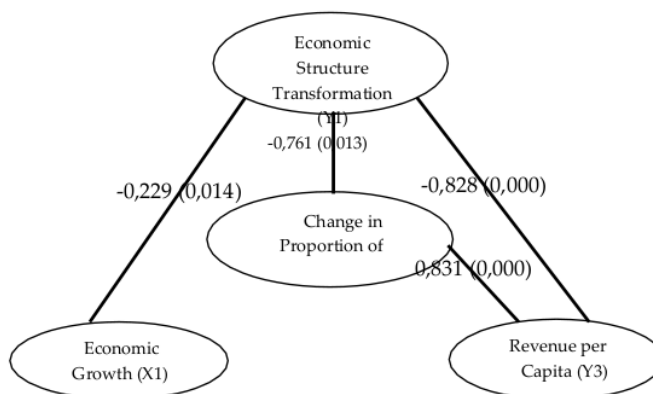 Economic
Structure
Transformation
(Y1)
-0,761 (0,013)
-0,229 (0,014)
-0,828 (0,000)
Change in
Proportion of
0,831 (0,000)
Economic
Growth (X1)
Revenue per
Capita (Y3)